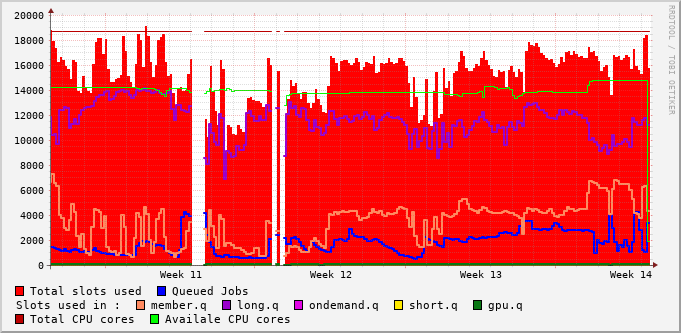 20000
18000
16000
14000
12000
10000
8000
6000
4000
2000
0
Week 11 Week 12 Week 13 Week 14
Total slots used Queued Jobs
Slots used in : member.q long.q ondemand.q short.q gpu.q
Total CPU cores Availale CPU cores
RRDTOOL / TOBI OETIKER